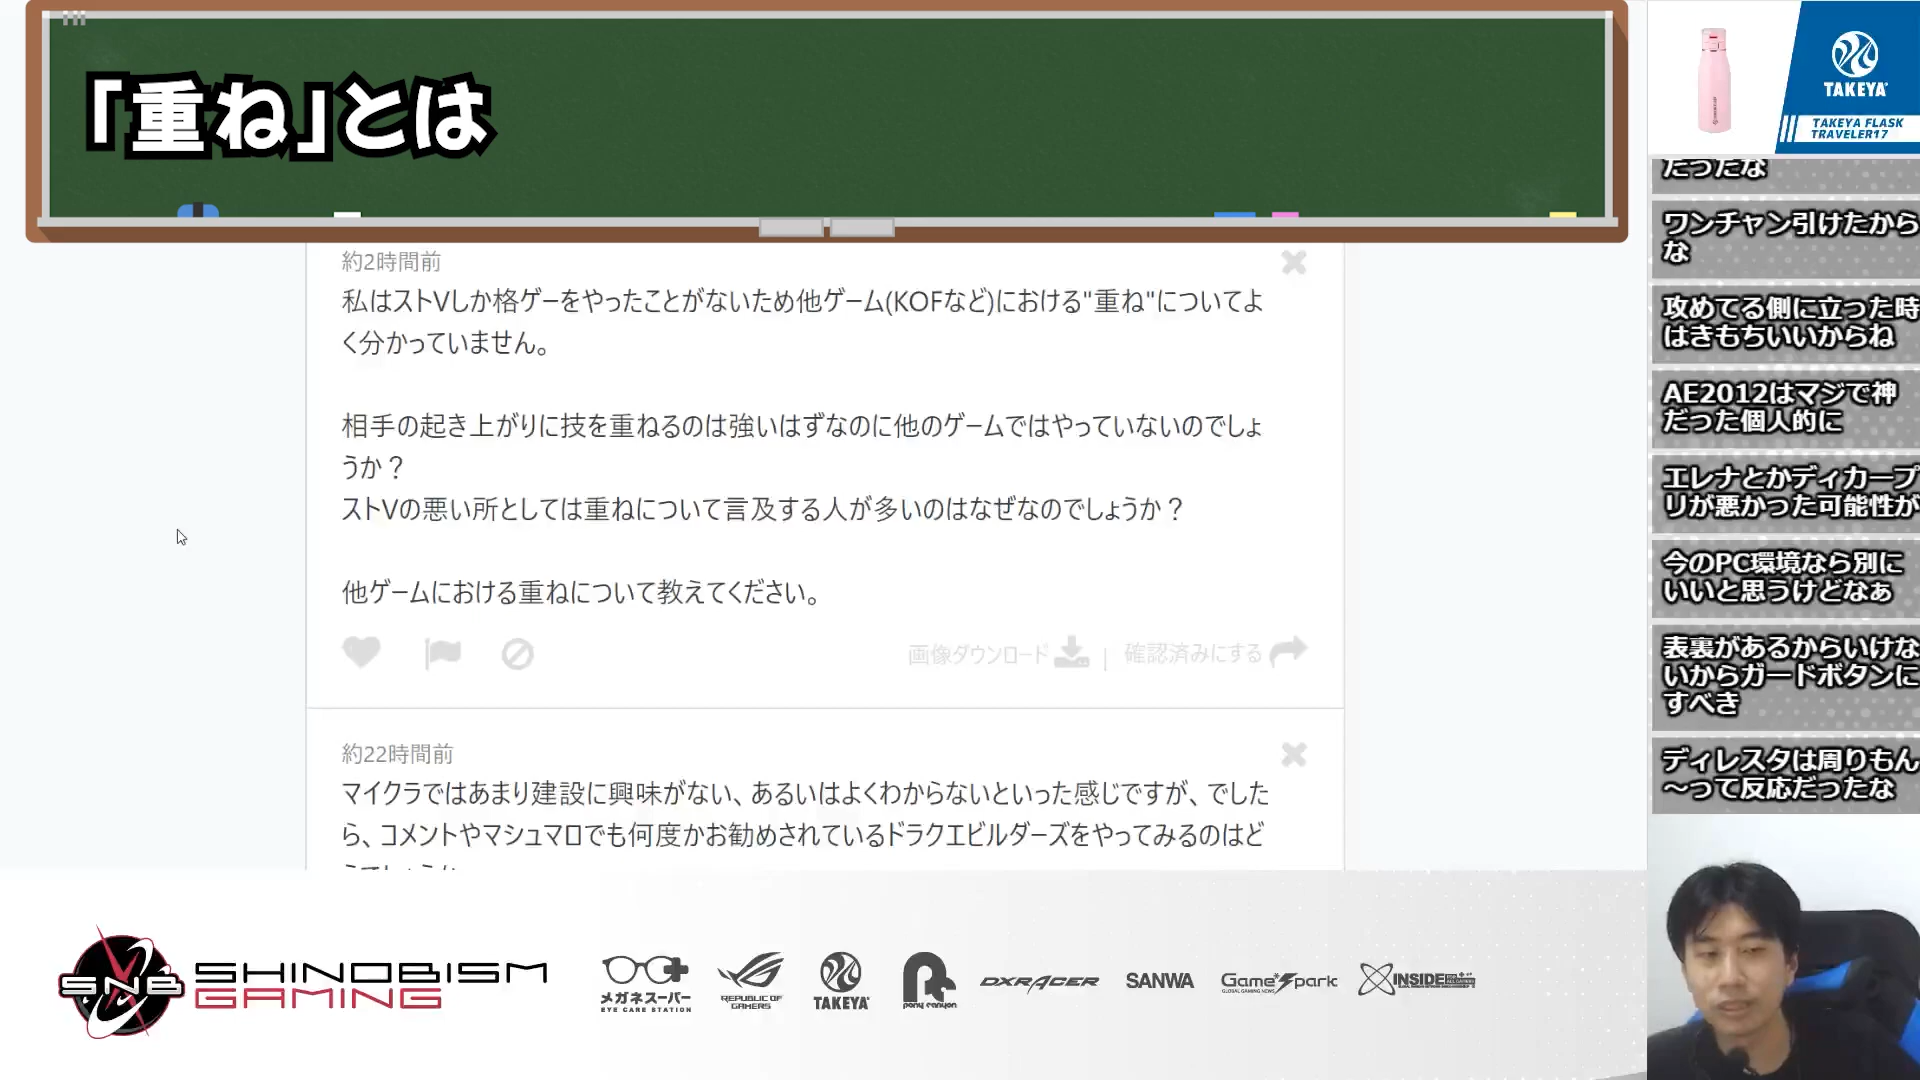 「重ね」とは
約2時間前
私はストVしか格ゲーをやったことがないため他ゲーム(KOFなど)における"重ね"についてよ
く分かっていません。
相手の起き上がりに技を重ねるのは強いはずなのに他のゲームではやっていないのでしょ
うか？
ストVの悪い所としては重ねについて言及する人が多いのはなぜなのでしょうか？
他ゲームにおける重ねについて教えてください。
画像ダウンロード
|
確認済みにする
約22時間前
マイクラではあまり建設に興味がない、あるいはよくわからないといった感じですが、でした
ら、コメントやマシュマロでも何度かお勧めされているドラクエビルダーズをやってみるのはど
TAKEYA
TAKEYA FLASK
TRAVELER17
だったな
ワンチャン引けたから
な
攻めてる側に立った時
はきもちいいからね
AE2012はマジで神
だった個人的に
エレナとかディカープ
リが悪かった可能性が
今のPC環境なら別に
いいと思うけどなぁ
表裏があるからいけな
いからガードボタンに
すべき
ディレスタは周りもん
～って反応だったな
SNB
SHINOBISM
GAMING
メガネスーパー
EYE CARE STATION
REPUBLIC OF
GAMERS
TAKEYA
pony canyon
DXRACER
SANWA
Game*Spark
GLOBAL GAMING NEWS
INSIDE